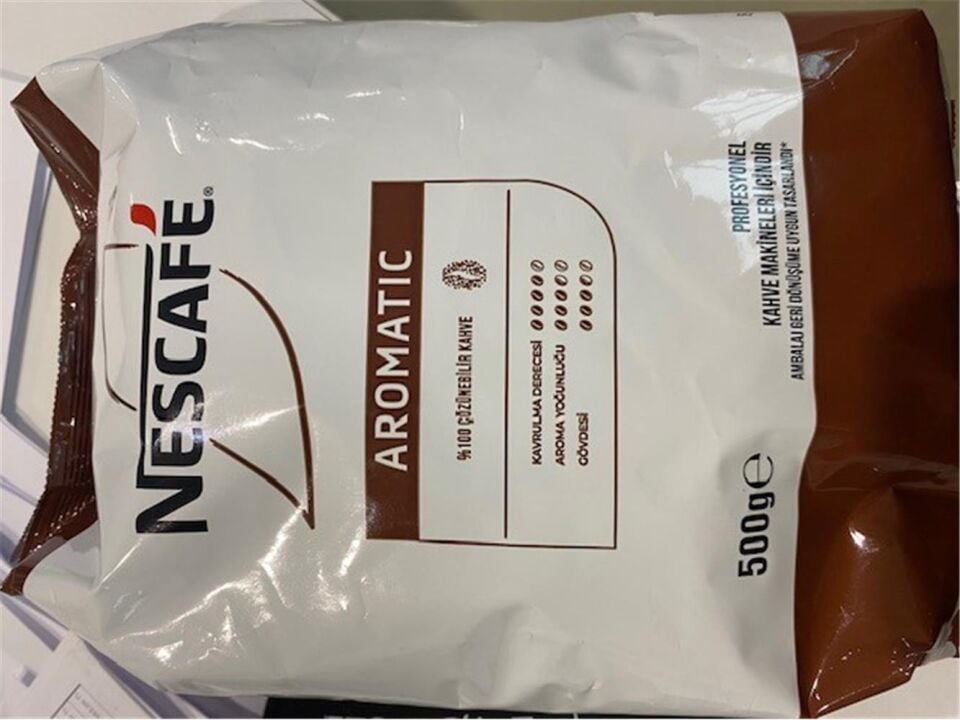 NESCAFÉ®
AROMATIC
%100 ÇÖZÜNEBİLİR KAHVE
KAVRULMA DERECESİ
AROMA YOĞUNLUĞU
GÖVDESİ
500g℮
PROFESYONEL
KAHVE MAKİNELERİ İÇİNDİR
AMBALAJ GERİ DÖNÜŞÜME UYGUN TASARLANDI*